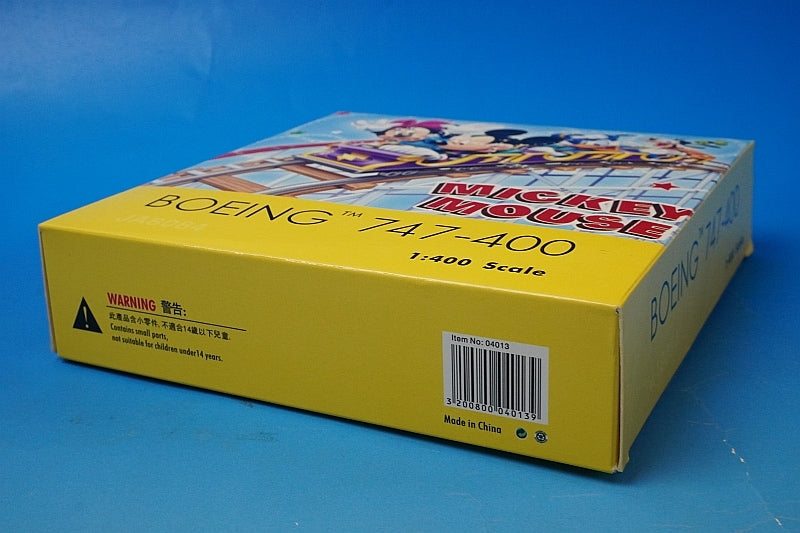 MICKEY
MOUSE
BOEING™ 747-400
JA8084
1:400 Scale
BOEING™ 747-400
WARNING 警告:
此產品含小零件, 不適合14歲以下兒童.
Contains small parts,
not suitable for children under14 years.
Item No: 04013
3 200800 040139
Made in China